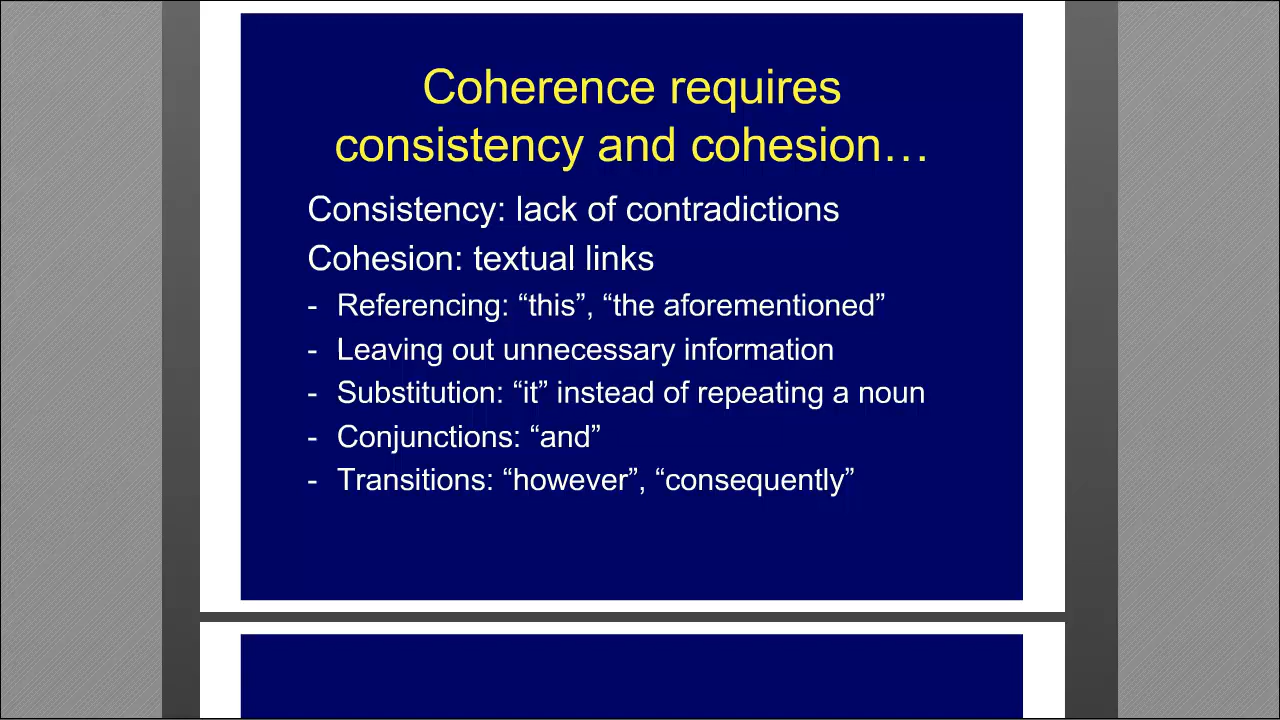 Coherence requires
consistency and cohesion…
Consistency: lack of contradictions
Cohesion: textual links
- Referencing: “this”, “the aforementioned”
- Leaving out unnecessary information
- Substitution: “it” instead of repeating a noun
- Conjunctions: “and”
- Transitions: “however”, “consequently”